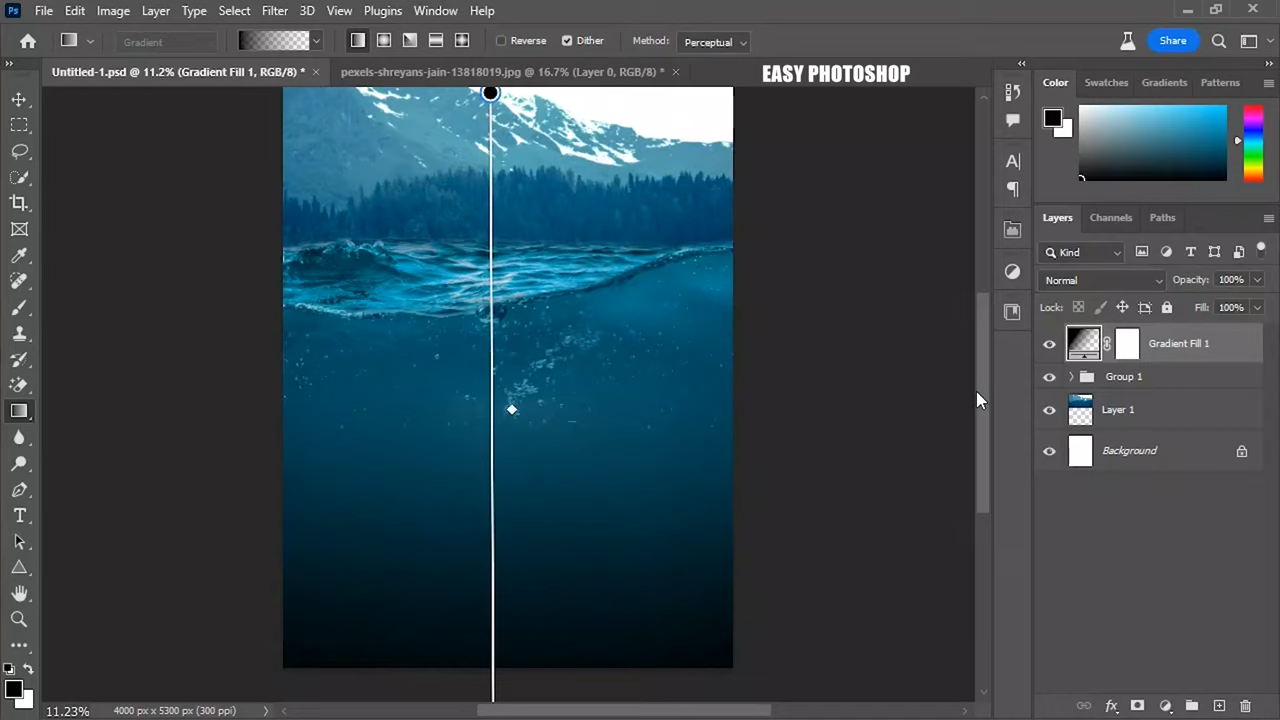 Ps File Edit Image Layer Type Select Filter 3D View Plugins Window Help
Gradient Reverse Dither Method: Perceptual Share
Untitled-1.psd @ 11.2% (Gradient Fill 1, RGB/8) * × pexels-shreyans-jain-13818019.jpg @ 16.7% (Layer 0, RGB/8) * ×
EASY PHOTOSHOP
Color Swatches Gradients Patterns
Layers Channels Paths
Kind
Normal Opacity: 100%
Lock: Fill: 100%
Gradient Fill 1
Group 1
Layer 1
Background
11.23% 4000 px x 5300 px (300 ppi)